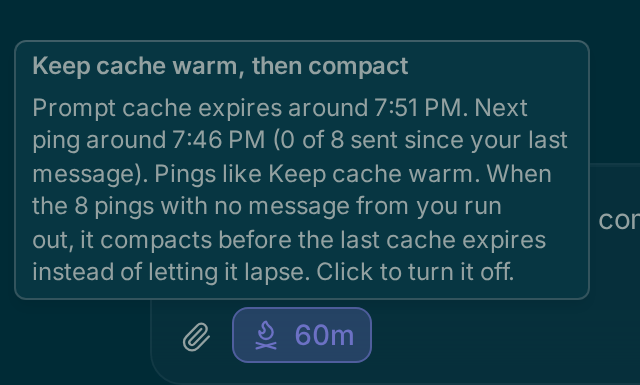 Keep cache warm, then compact
Prompt cache expires around 7:51 PM. Next
ping around 7:46 PM (0 of 8 sent since your last
message). Pings like Keep cache warm. When
the 8 pings with no message from you run
out, it compacts before the last cache expires
instead of letting it lapse. Click to turn it off.
60m